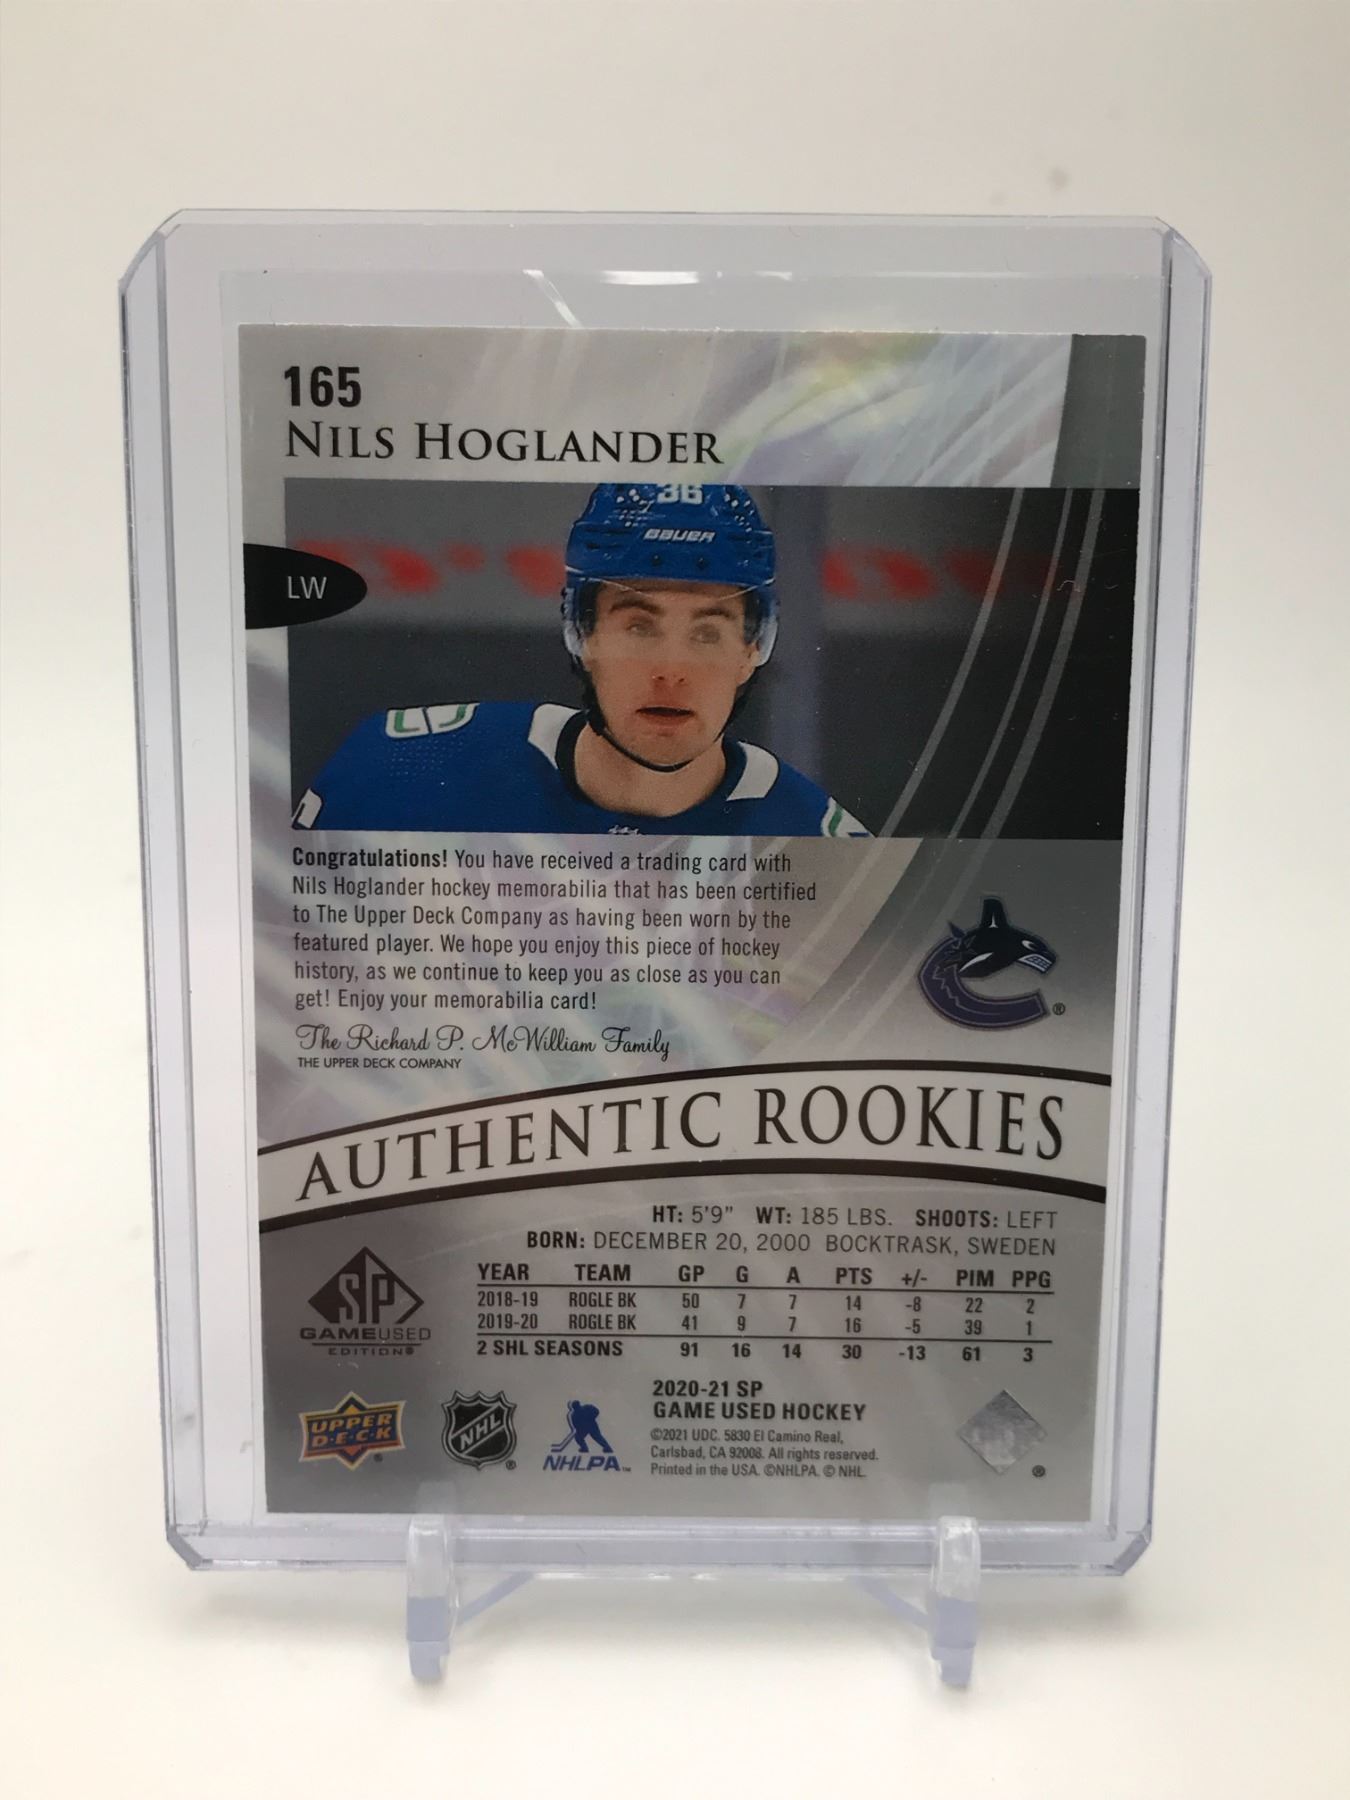 165
NILS HOGLANDER
36
BAUER
LW
Congratulations! You have received a trading card with
Nils Hoglander hockey memorabilia that has been certified
to The Upper Deck Company as having been worn by the
featured player. We hope you enjoy this piece of hockey
history, as we continue to keep you as close as you can
get! Enjoy your memorabilia card!
The Richard P. McWilliam Family
THE UPPER DECK COMPANY
®
AUTHENTIC ROOKIES
HT: 5'9" WT: 185 LBS. SHOOTS: LEFT
BORN: DECEMBER 20, 2000 BOCKTRASK, SWEDEN
YEAR TEAM GP G A PTS +/- PIM PPG
2018-19 ROGLE BK 50 7 7 14 -8 22 2
2019-20 ROGLE BK 41 9 7 16 -5 39 1
2 SHL SEASONS 91 16 14 30 -13 61 3
SP
GAMEUSED
EDITION®
2020-21 SP
GAME USED HOCKEY
©2021 UDC. 5830 El Camino Real,
Carlsbad, CA 92008. All rights reserved.
Printed in the USA. ©NHLPA. © NHL.
UPPER
D·E·C·K
®
NHL
®
NHLPA™
®